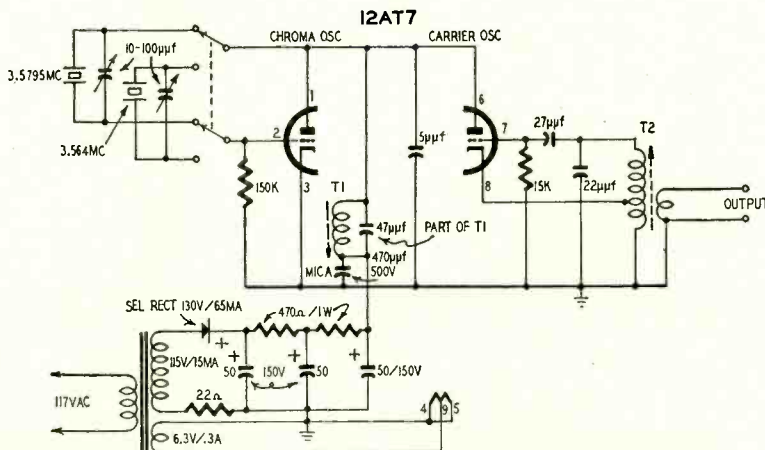 12AT7
CHROMA OSC
CARRIER OSC
10-100μμf
3.5795MC
3.564MC
1
2
3
150K
T1
47μμf
PART OF T1
470μμf
500V
MICA
5μμf
6
7
8
27μμf
15K
22μμf
T2
OUTPUT
SEL RECT 130V/65MA
470Ω/1W
+
+
+
115V/15MA
50
150V
50
50/150V
22Ω
117VAC
6.3V/.3A
4
9
5